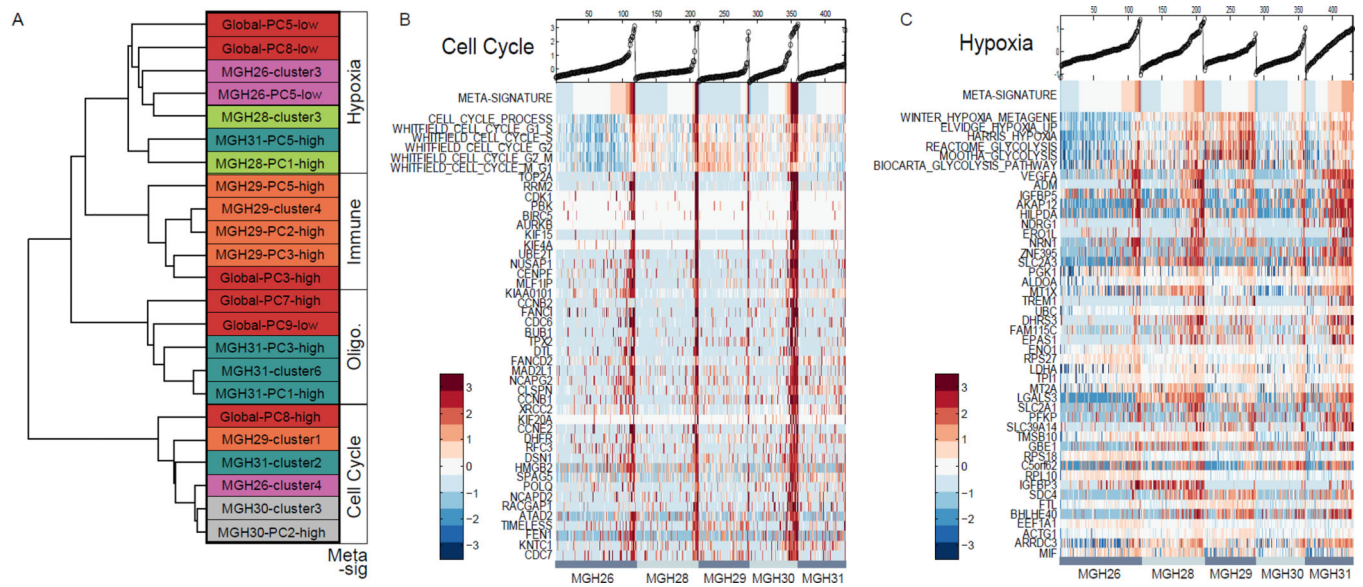 A
Global-PC5-low
Global-PC8-low
MGH26-cluster3
MGH26-PC5-low
MGH28-cluster3
MGH31-PC5-high
MGH28-PC1-high
MGH29-PC5-high
MGH29-cluster4
MGH29-PC2-high
MGH29-PC3-high
Global-PC3-high
Global-PC7-high
Global-PC9-low
MGH31-PC3-high
MGH31-cluster6
MGH31-PC1-high
Global-PC8-high
MGH29-cluster1
MGH31-cluster2
MGH26-cluster4
MGH30-cluster3
MGH30-PC2-high
Hypoxia
Immune
Oligo.
Cell Cycle
Meta
-sig
B
Cell Cycle
0 100 200 300 400
3
2
1
0
META-SIGNATURE
CELL_CYCLE_PROCESS
WHITFIELD_CELL_CYCLE_G1_S
WHITFIELD_CELL_CYCLE_S
WHITFIELD_CELL_CYCLE_G2
WHITFIELD_CELL_CYCLE_G2_M
WHITFIELD_CELL_CYCLE_M_G1
TOP2A
RRM2
CDK1
PBK
BIRC5
AURKB
KIF15
KIF4A
UBE2T
NUSAP1
CENPF
MLF1IP
KIAA0101
CCNB2
FANCI
CDC6
BUB1
TPX2
DTL
FANCD2
MAD2L1
NCAPG2
CLSPN
CCNB1
XRCC2
KIF20A
CCNE2
DHFR
RFC3
DSN1
HMGB2
SPAG5
POLQ
NCAPD2
RACGAP1
ATAD2
TIMELESS
FEN1
KNTC1
CDC7
3
2
1
0
−1
−2
−3
MGH26 MGH28 MGH29 MGH30 MGH31
C
Hypoxia
0 100 200 300 400
1
0
-1
META-SIGNATURE
WINTER_HYPOXIA_METAGENE
ELVIDGE_HYPOXIA_UP
HARRIS_HYPOXIA
REACTOME_GLYCOLYSIS
MOOTHA_GLYCOLYSIS
BIOCARTA_GLYCOLYSIS_PATHWAY
VEGFA
ADM
IGFBP5
AKAP12
HILPDA
NDRG1
ERO1L
NRN1
ZNF395
SLC2A3
PGK1
ALDOA
MT1X
TREM1
UBC
DHRS3
FAM115C
EPAS1
ENO1
RPS27
LDHA
TPI1
MT2A
LGALS3
SLC2A1
PFKP
SLC39A14
TMSB10
GBE1
RPS18
C5orf62
RPL10
IGFBP3
SDC4
FTL
BHLHE40
EEF1A1
ACTG1
ARRDC3
MIF
3
2
1
0
−1
−2
−3
MGH26 MGH28 MGH29 MGH30 MGH31